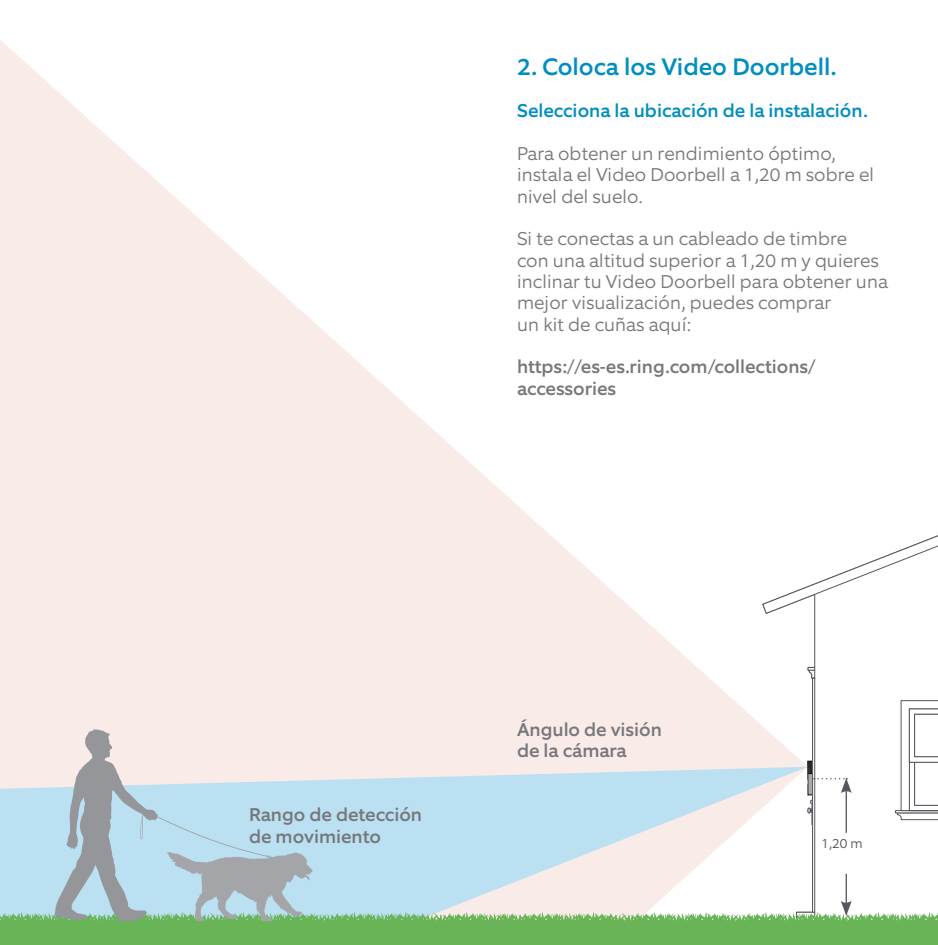 2. Coloca los Video Doorbell.
Selecciona la ubicación de la instalación.
Para obtener un rendimiento óptimo,
instala el Video Doorbell a 1,20 m sobre el
nivel del suelo.
Si te conectas a un cableado de timbre
con una altitud superior a 1,20 m y quieres
inclinar tu Video Doorbell para obtener una
mejor visualización, puedes comprar
un kit de cuñas aquí:
https://es-es.ring.com/collections/
accessories
Ángulo de visión
de la cámara
Rango de detección
de movimiento
1,20 m